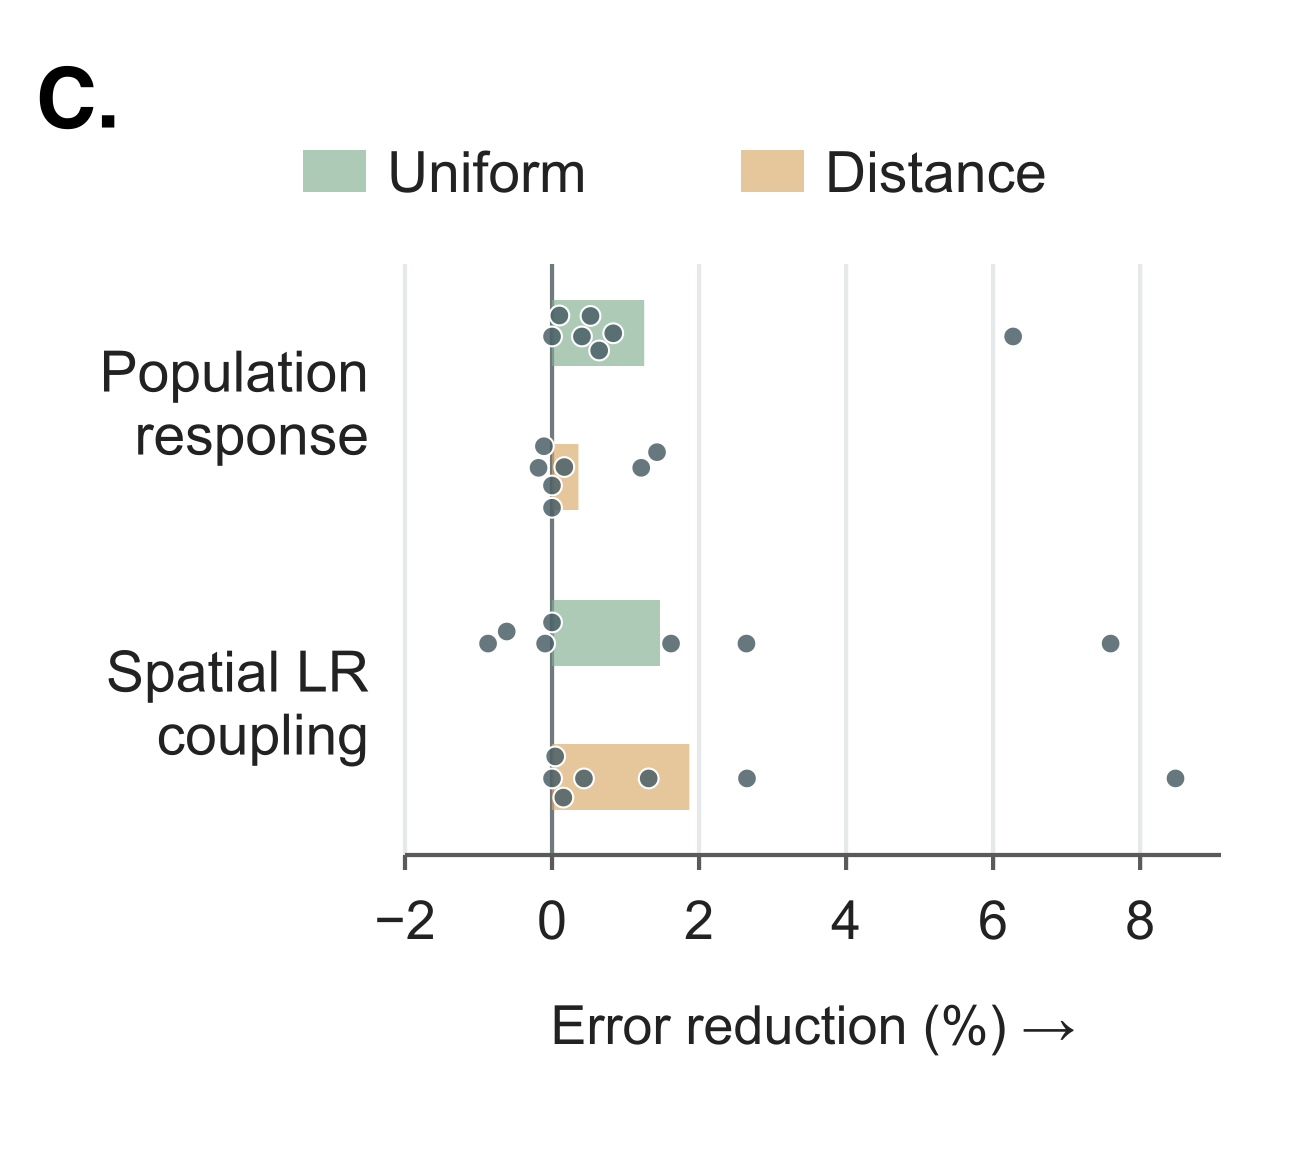 C.
Uniform Distance
Population
response
Spatial LR
coupling
−2 0 2 4 6 8
Error reduction (%) →